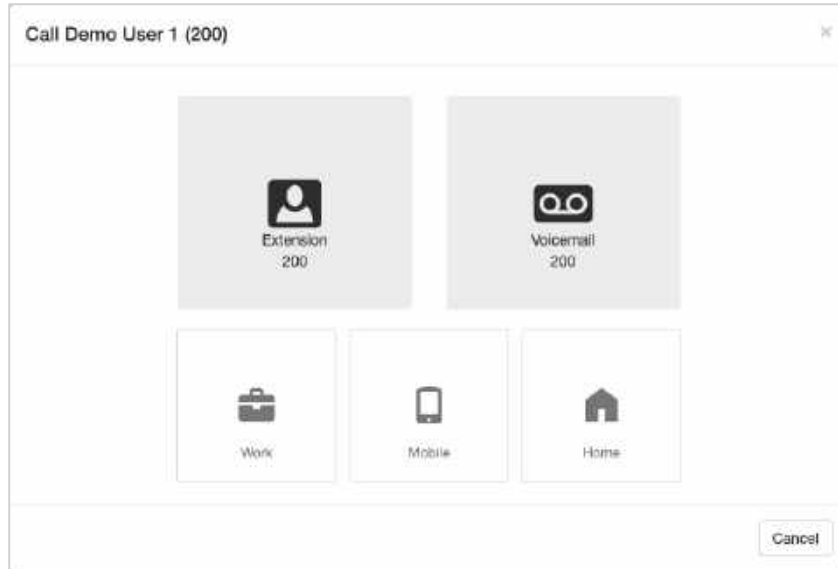 Call Demo User 1 (200)
Extension
200
Voicemail
200
Work
Mobile
Home
Cancel